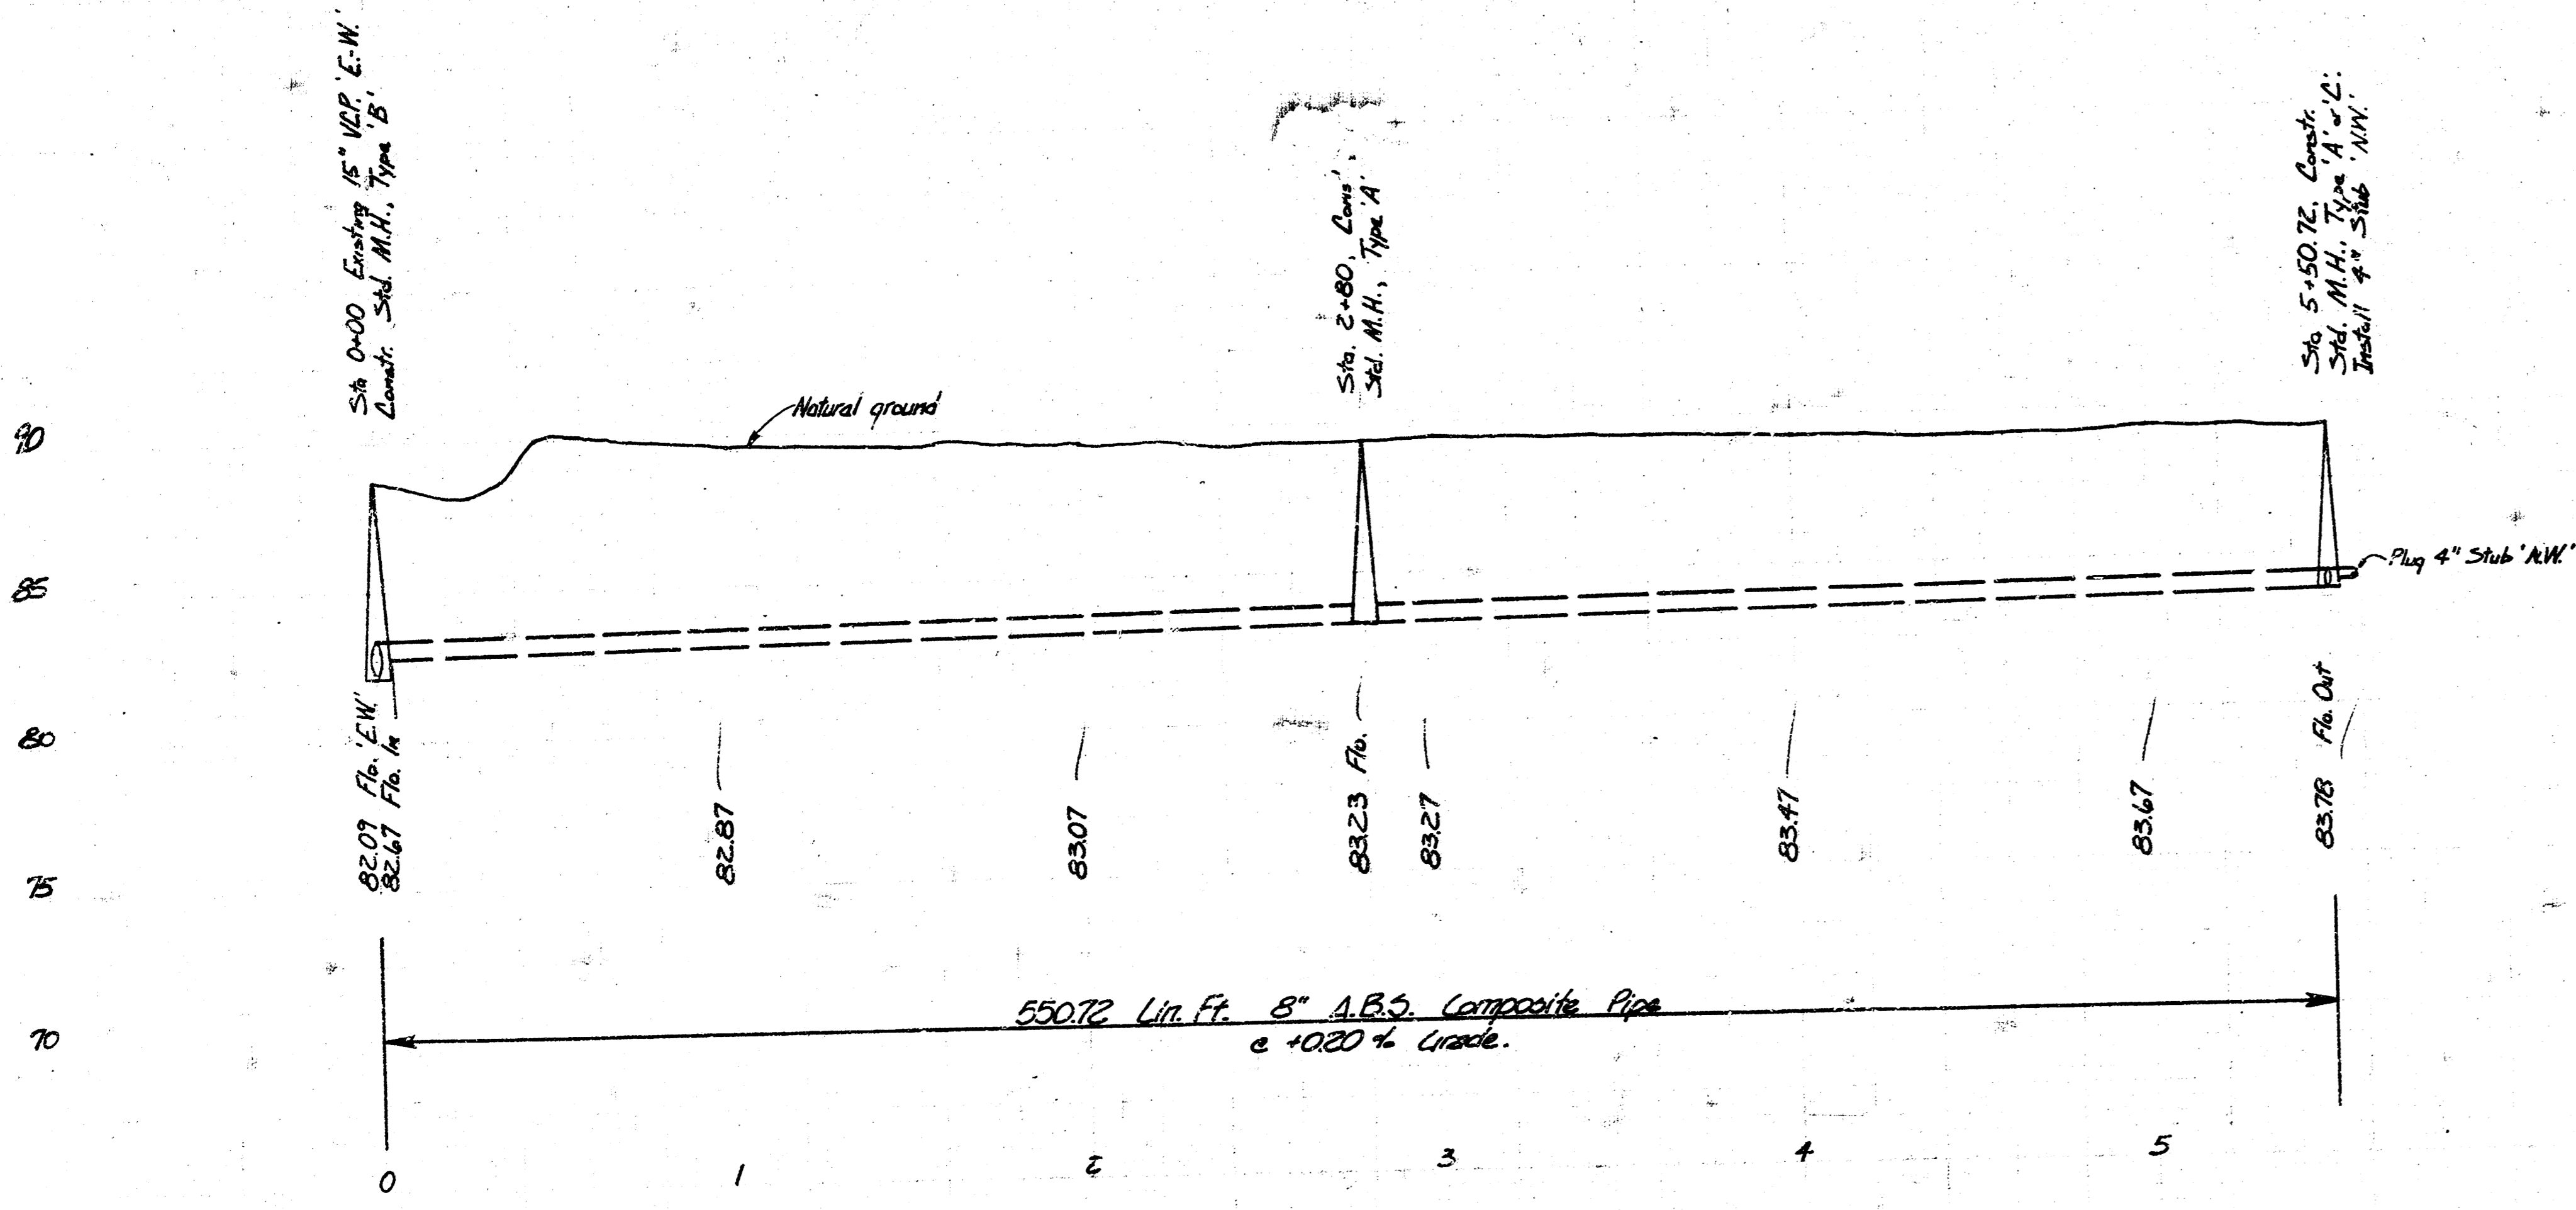 Sta 0+00 Existing 15" V.C.P. 'E.-W.'
Constr. Std. M.H., Type 'B'
Sta. 2+80, Cons'
Std. M.H., Type 'A'
Sta 5+50.72, Constr.
Std. M.H., Type 'A' or 'C'.
Install 4" Stub 'N.W.'
Natural ground
90
85
80
75
70
Plug 4" Stub 'N.W.'
82.09 Flo. 'E.W.'
82.67 Flo. In
82.87
83.07
83.23 Flo.
83.27
83.47
83.67
83.78 Flo. Out
550.72 Lin. Ft. 8" A.B.S. Composite Pipe
@ +0.20 % Grade.
0 1 2 3 4 5